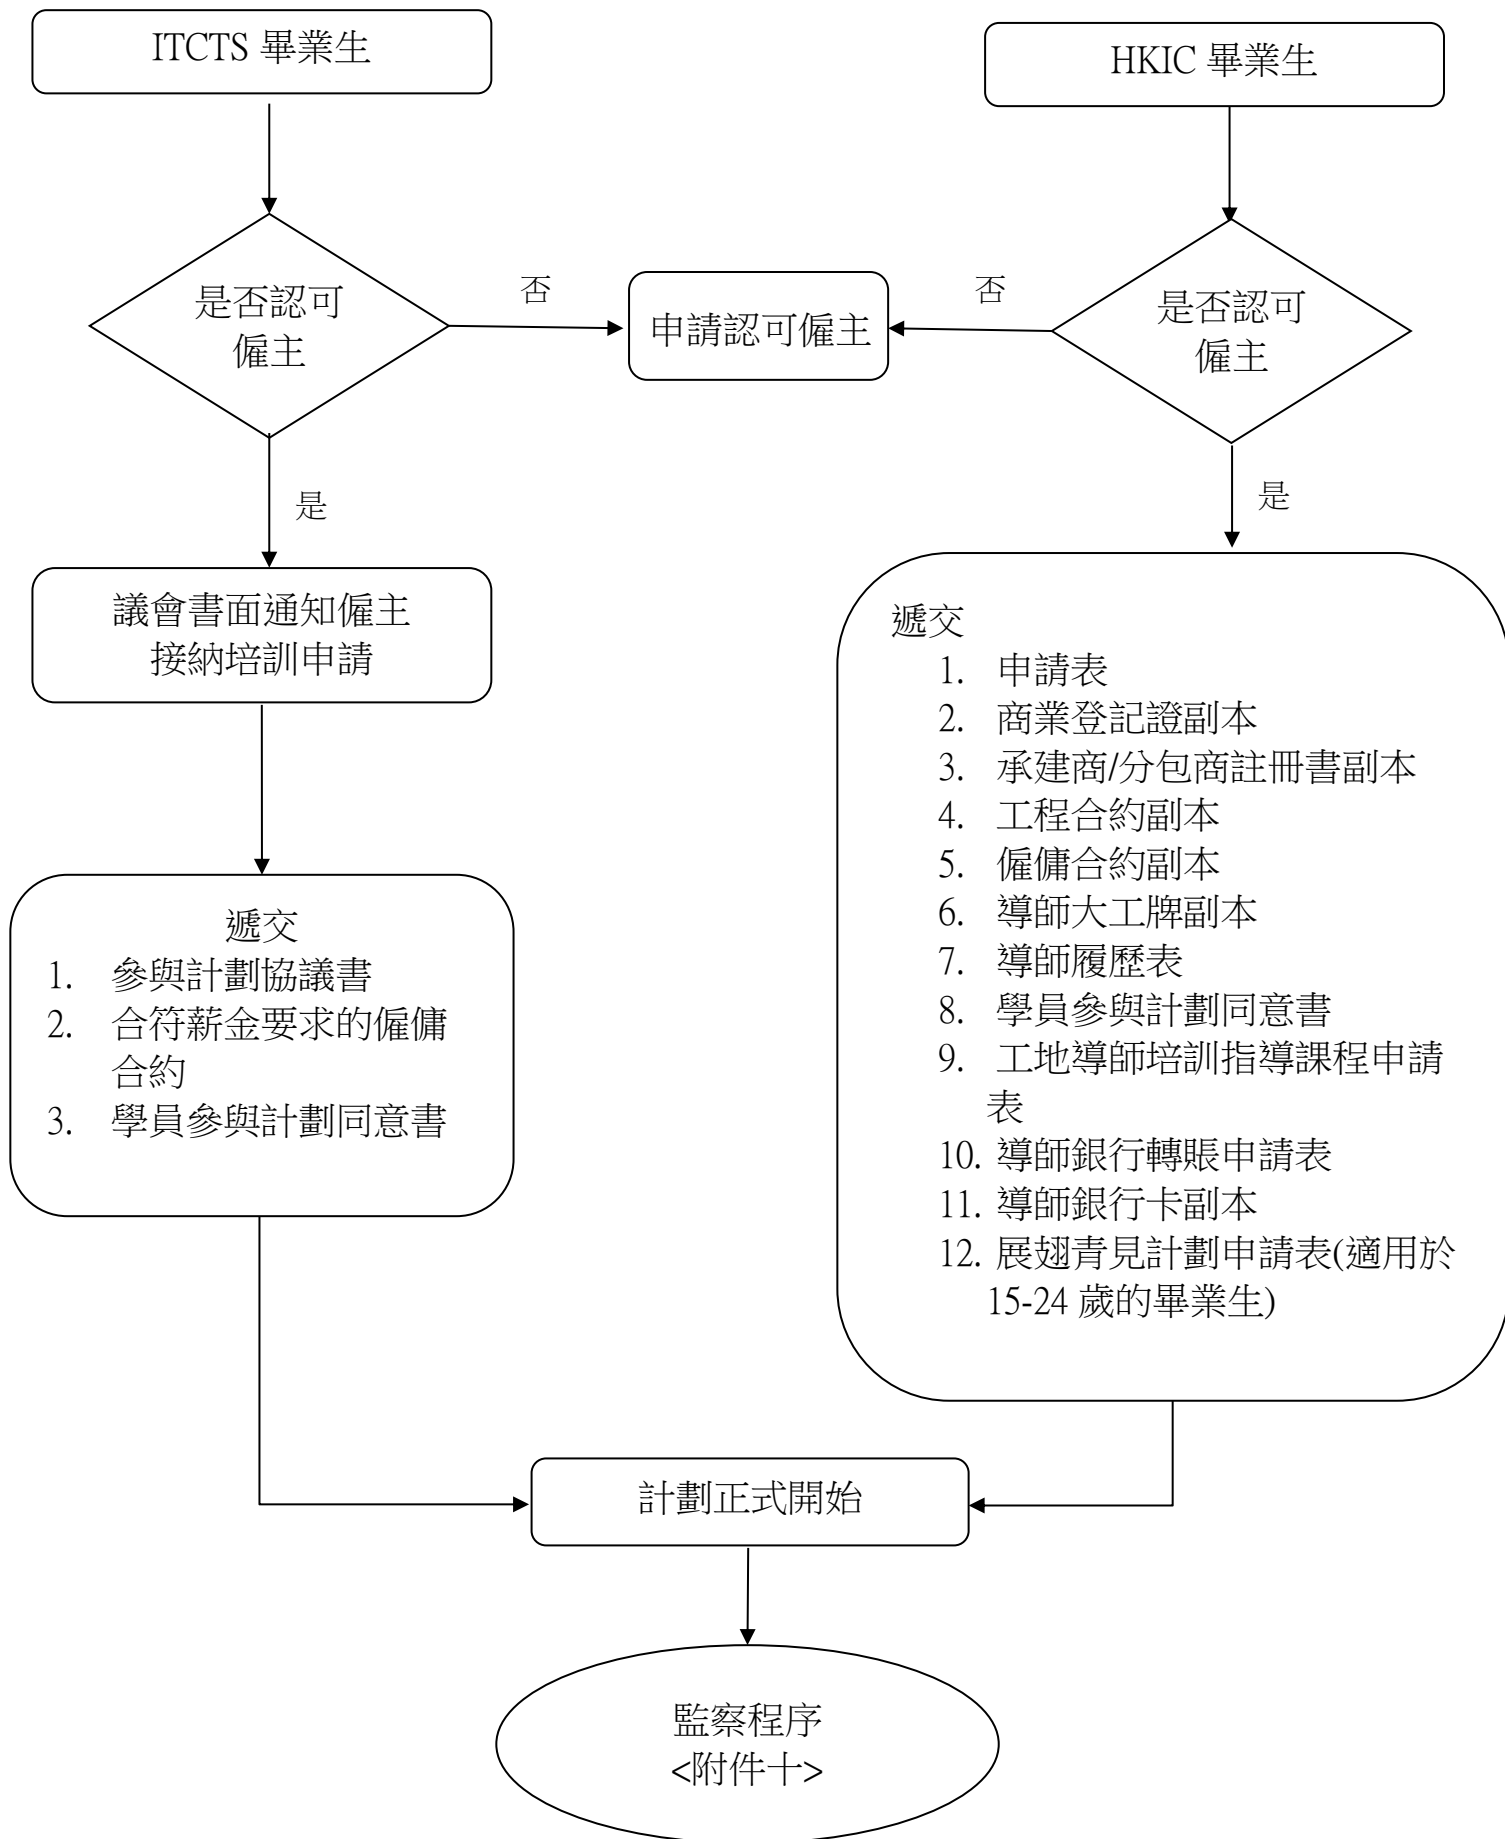 ITCTS 畢業生
HKIC 畢業生
是否認可
僱主
否
申請認可僱主
否
是否認可
僱主
是
是
議會書面通知僱主
接納培訓申請
遞交
1. 參與計劃協議書
2. 合符薪金要求的僱傭
合約
3. 學員參與計劃同意書
遞交
1. 申請表
2. 商業登記證副本
3. 承建商/分包商註冊書副本
4. 工程合約副本
5. 僱傭合約副本
6. 導師大工牌副本
7. 導師履歷表
8. 學員參與計劃同意書
9. 工地導師培訓指導課程申請
表
10. 導師銀行轉賬申請表
11. 導師銀行卡副本
12. 展翅青見計劃申請表(適用於
15-24 歲的畢業生)
計劃正式開始
監察程序
<附件十>